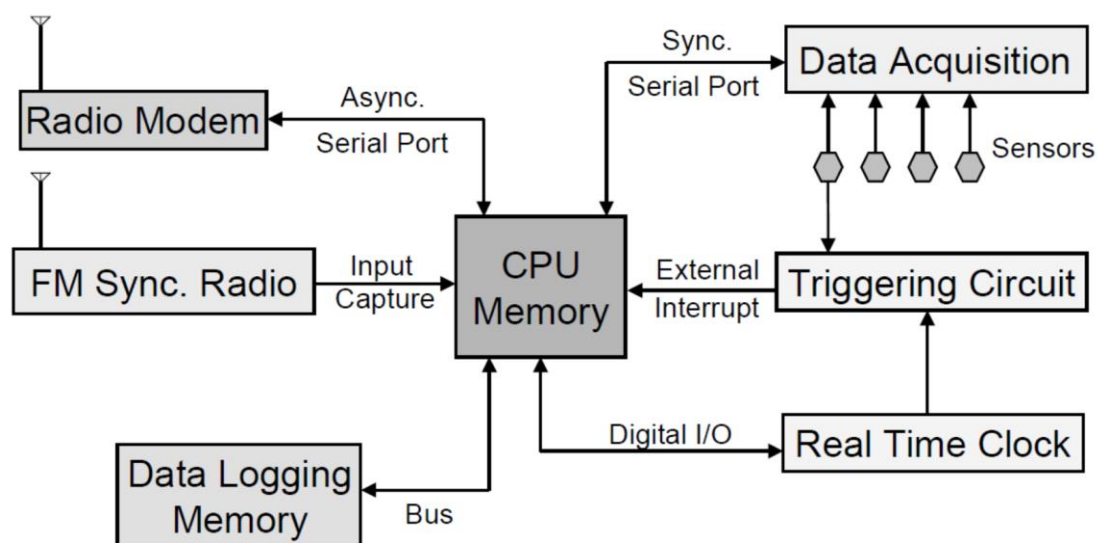 Sync.
Serial Port
Data Acquisition
Radio Modem
Async.
Serial Port
Sensors
FM Sync. Radio
Input
Capture
CPU
Memory
External
Interrupt
Triggering Circuit
Digital I/O
Real Time Clock
Data Logging
Memory
Bus